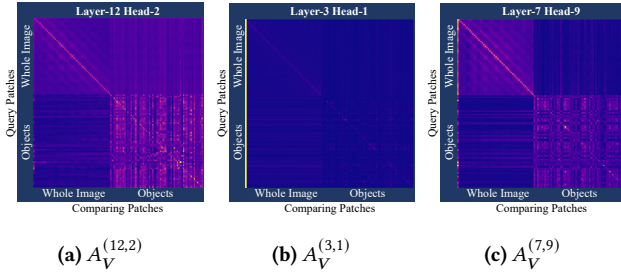 Layer-12 Head-2
Query Patches
Whole Image
Objects
Whole Image Objects
Comparing Patches
(a) A_V^{(12,2)}
Layer-3 Head-1
Query Patches
Whole Image
Objects
Whole Image Objects
Comparing Patches
(b) A_V^{(3,1)}
Layer-7 Head-9
Query Patches
Whole Image
Objects
Whole Image Objects
Comparing Patches
(c) A_V^{(7,9)}